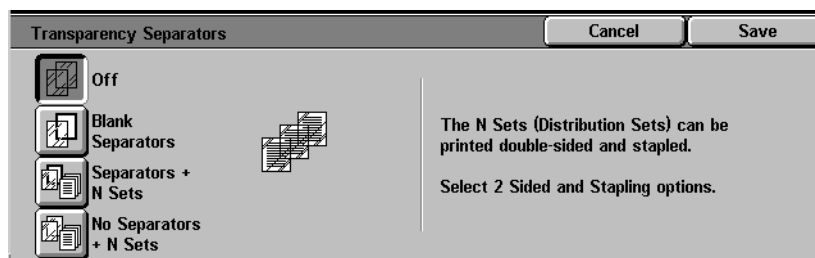 Transparency Separators
Cancel
Save
Off
Blank
Separators
Separators +
N Sets
No Separators
+ N Sets
The N Sets (Distribution Sets) can be
printed double-sided and stapled.
Select 2 Sided and Stapling options.